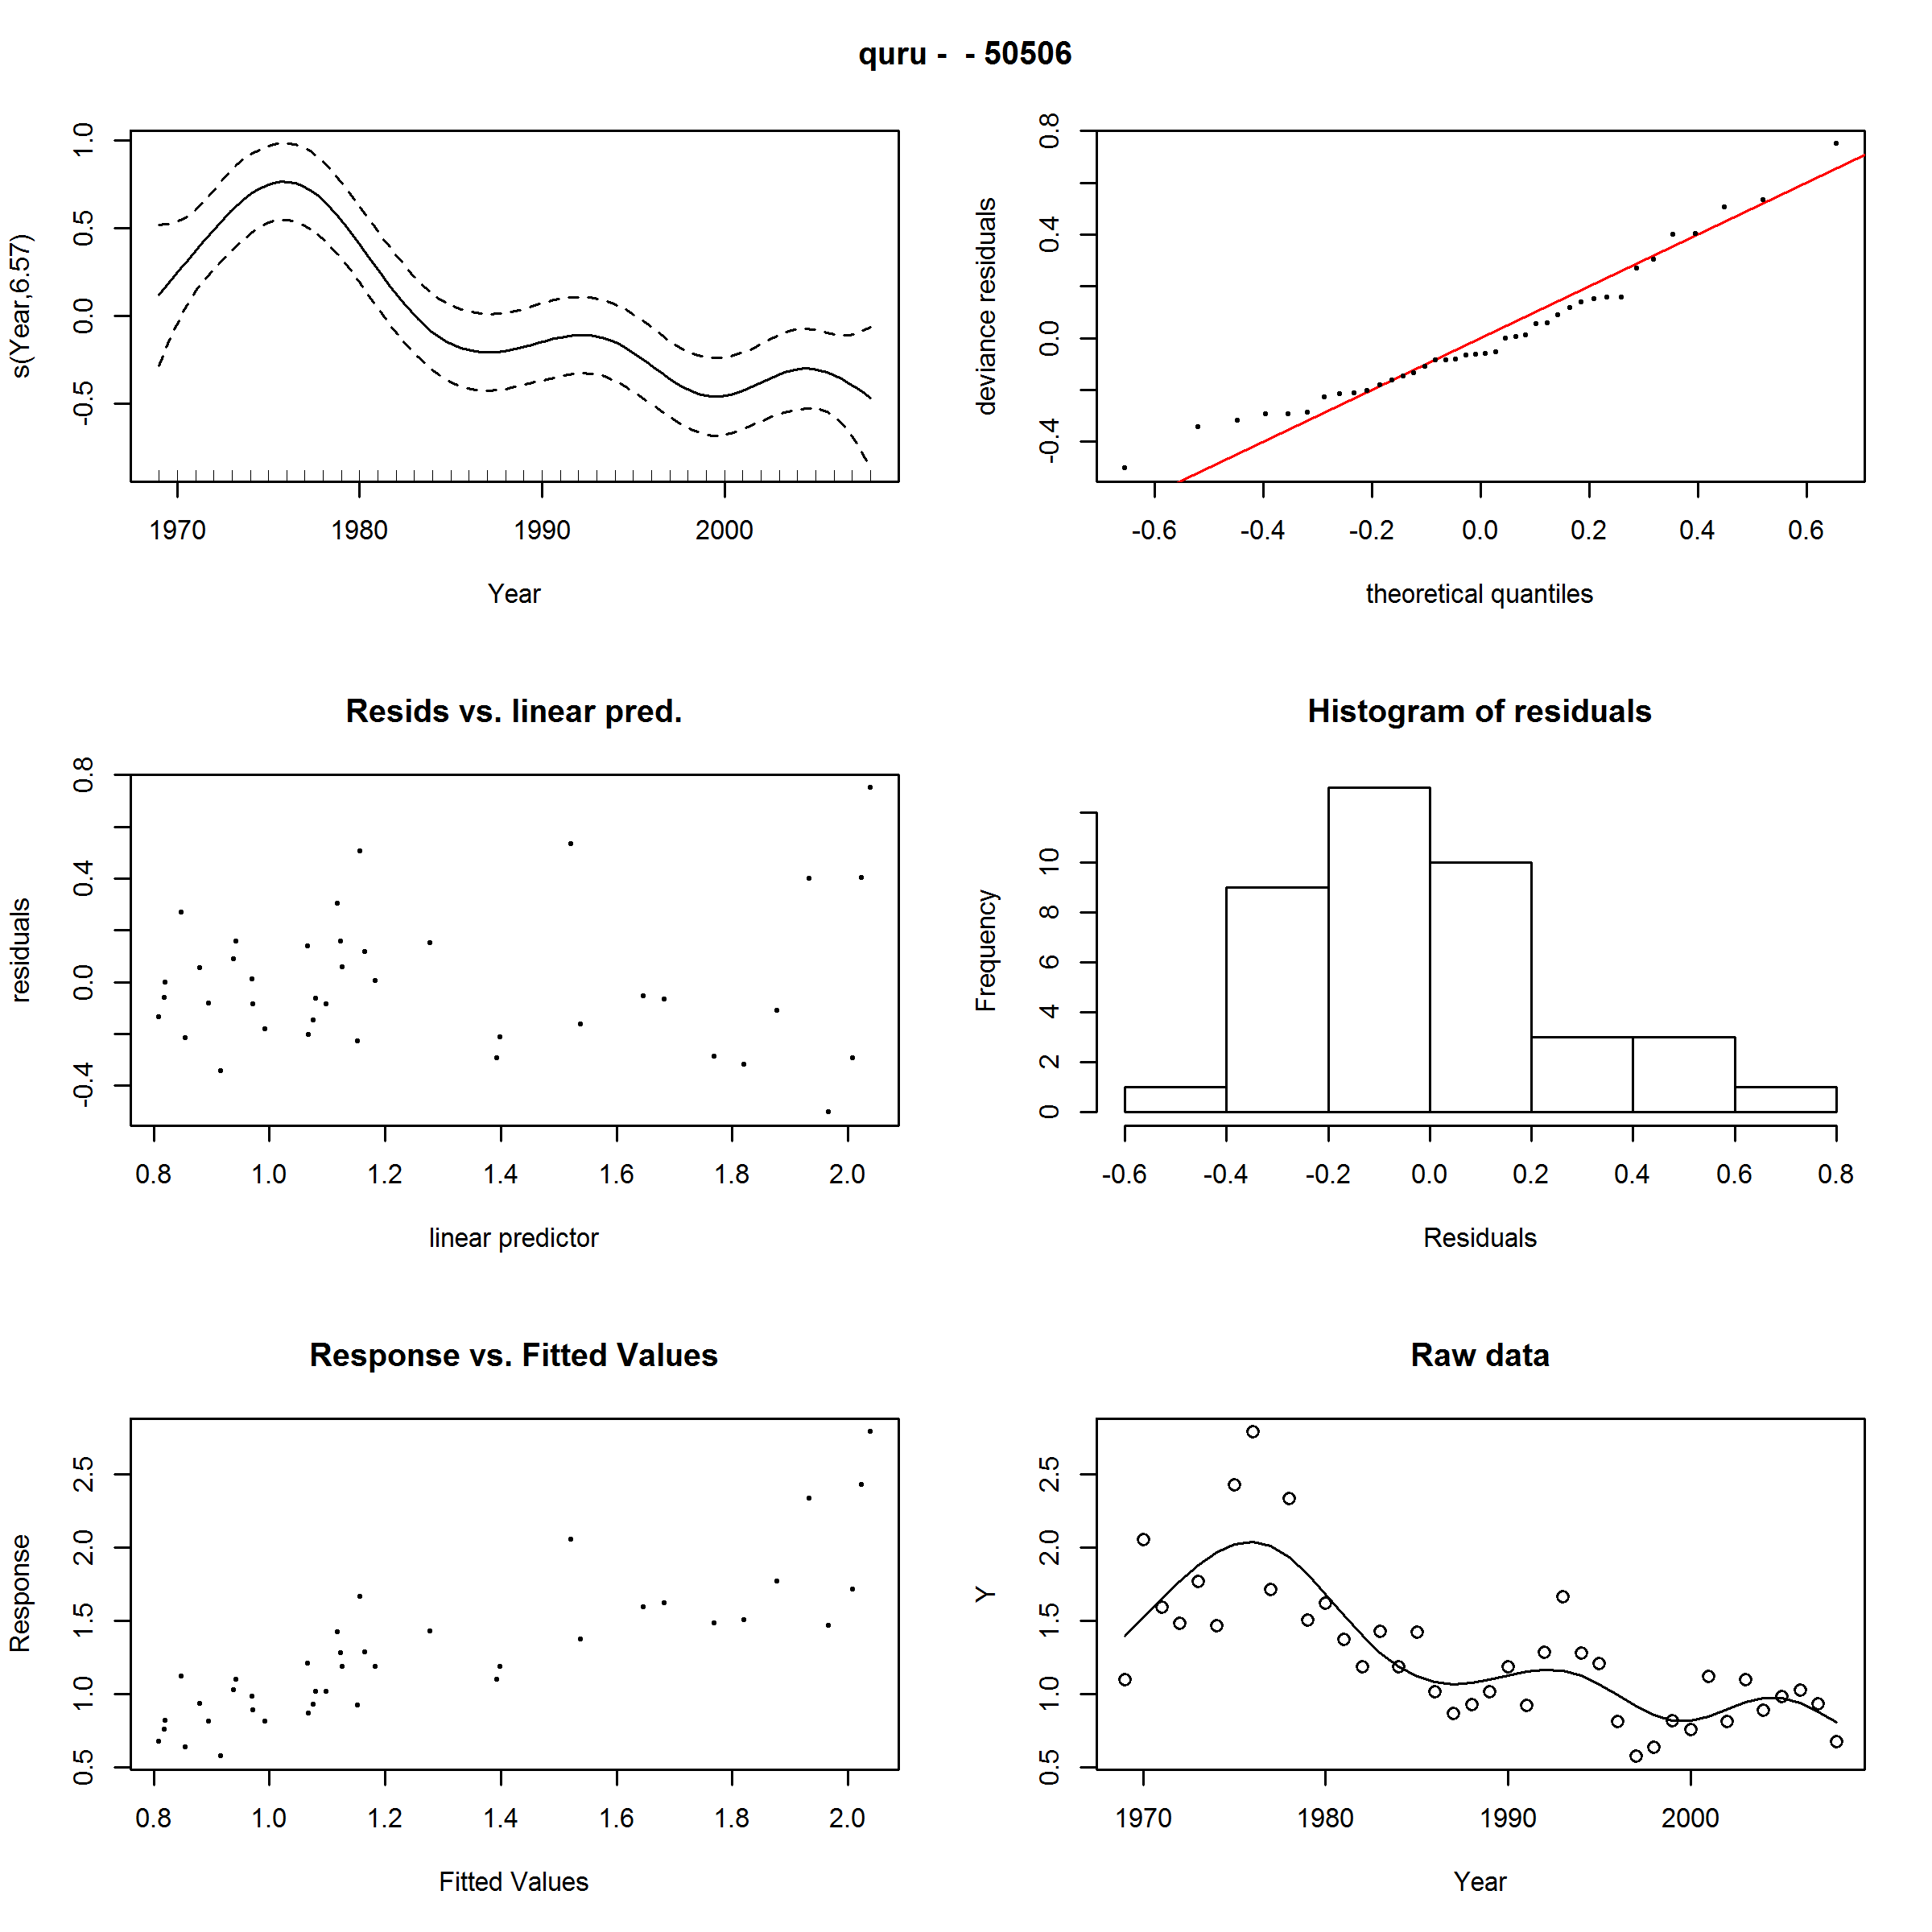 quru -  - 50506
1.0
0.5
0.0
-0.5
s(Year,6.57)
1970 1980 1990 2000
Year
0.8
0.4
0.0
-0.4
deviance residuals
-0.6 -0.4 -0.2 0.0 0.2 0.4 0.6
theoretical quantiles
Resids vs. linear pred.
0.8
0.4
0.0
-0.4
residuals
0.8 1.0 1.2 1.4 1.6 1.8 2.0
linear predictor
Histogram of residuals
10
8
6
4
2
0
Frequency
-0.6 -0.4 -0.2 0.0 0.2 0.4 0.6 0.8
Residuals
Response vs. Fitted Values
2.5
2.0
1.5
1.0
0.5
Response
0.8 1.0 1.2 1.4 1.6 1.8 2.0
Fitted Values
Raw data
2.5
2.0
1.5
1.0
0.5
Y
1970 1980 1990 2000
Year